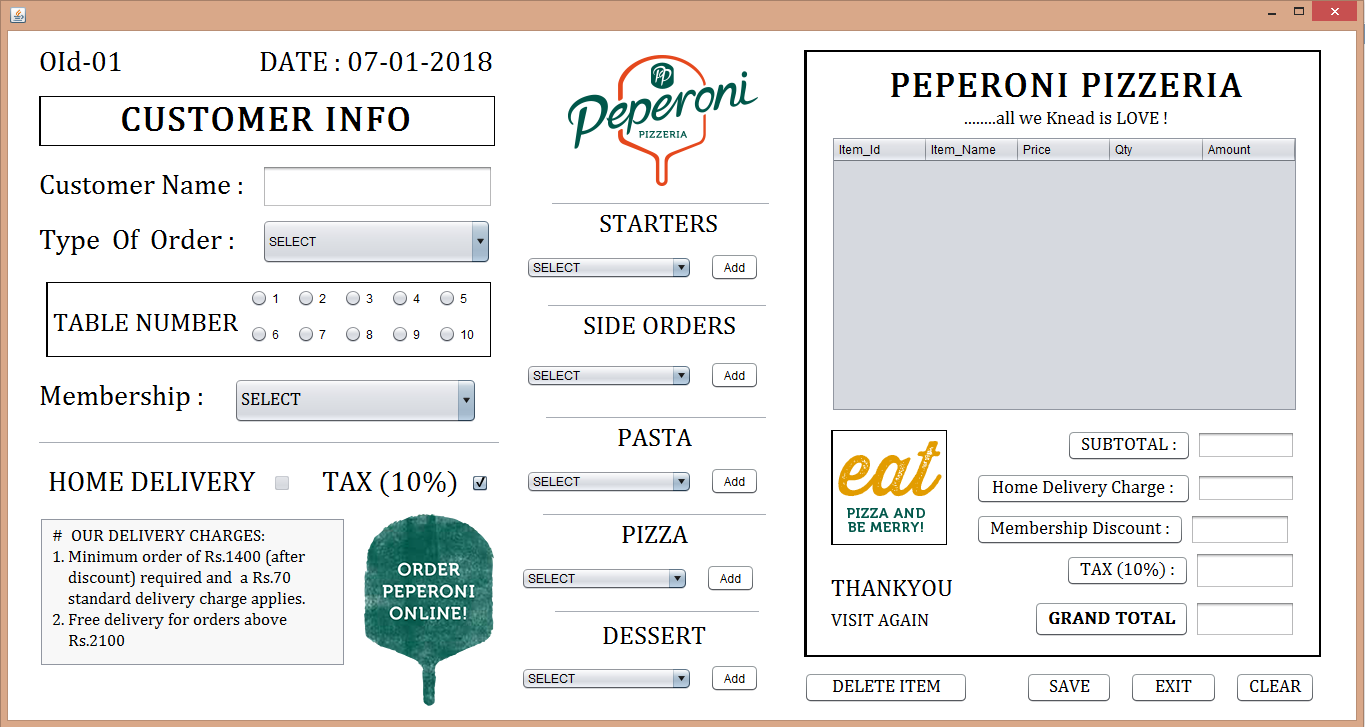 OId-01
DATE : 07-01-2018
CUSTOMER INFO
Customer Name :
Type Of Order :
SELECT
TABLE NUMBER
1 2 3 4 5
6 7 8 9 10
Membership :
SELECT
HOME DELIVERY
TAX (10%)
# OUR DELIVERY CHARGES:
1. Minimum order of Rs.1400 (after
discount) required and a Rs.70
standard delivery charge applies.
2. Free delivery for orders above
Rs.2100
ORDER
PEPERONI
ONLINE!
PP
Peperoni
PIZZERIA
STARTERS
SELECT
Add
SIDE ORDERS
SELECT
Add
PASTA
SELECT
Add
PIZZA
SELECT
Add
DESSERT
SELECT
Add
PEPERONI PIZZERIA
........all we Knead is LOVE !
Item_Id Item_Name Price Qty Amount
eat
PIZZA AND
BE MERRY!
THANKYOU
VISIT AGAIN
SUBTOTAL :
Home Delivery Charge :
Membership Discount :
TAX (10%) :
GRAND TOTAL
DELETE ITEM
SAVE
EXIT
CLEAR